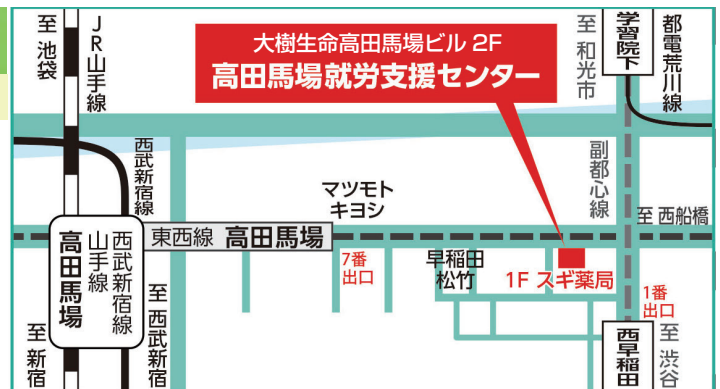 至 池袋
JR山手線
大樹生命高田馬場ビル 2F
高田馬場就労支援センター
至 和光市
学習院下
都電荒川線
西武新宿線
副都心線
マツモト
キヨシ
至 西船橋
東西線 高田馬場
西武新宿線
山手線
高田馬場
7番
出口
早稲田
松竹
1F スギ薬局
1番
出口
至 新宿
至 西武新宿
西早稲田
至 渋谷